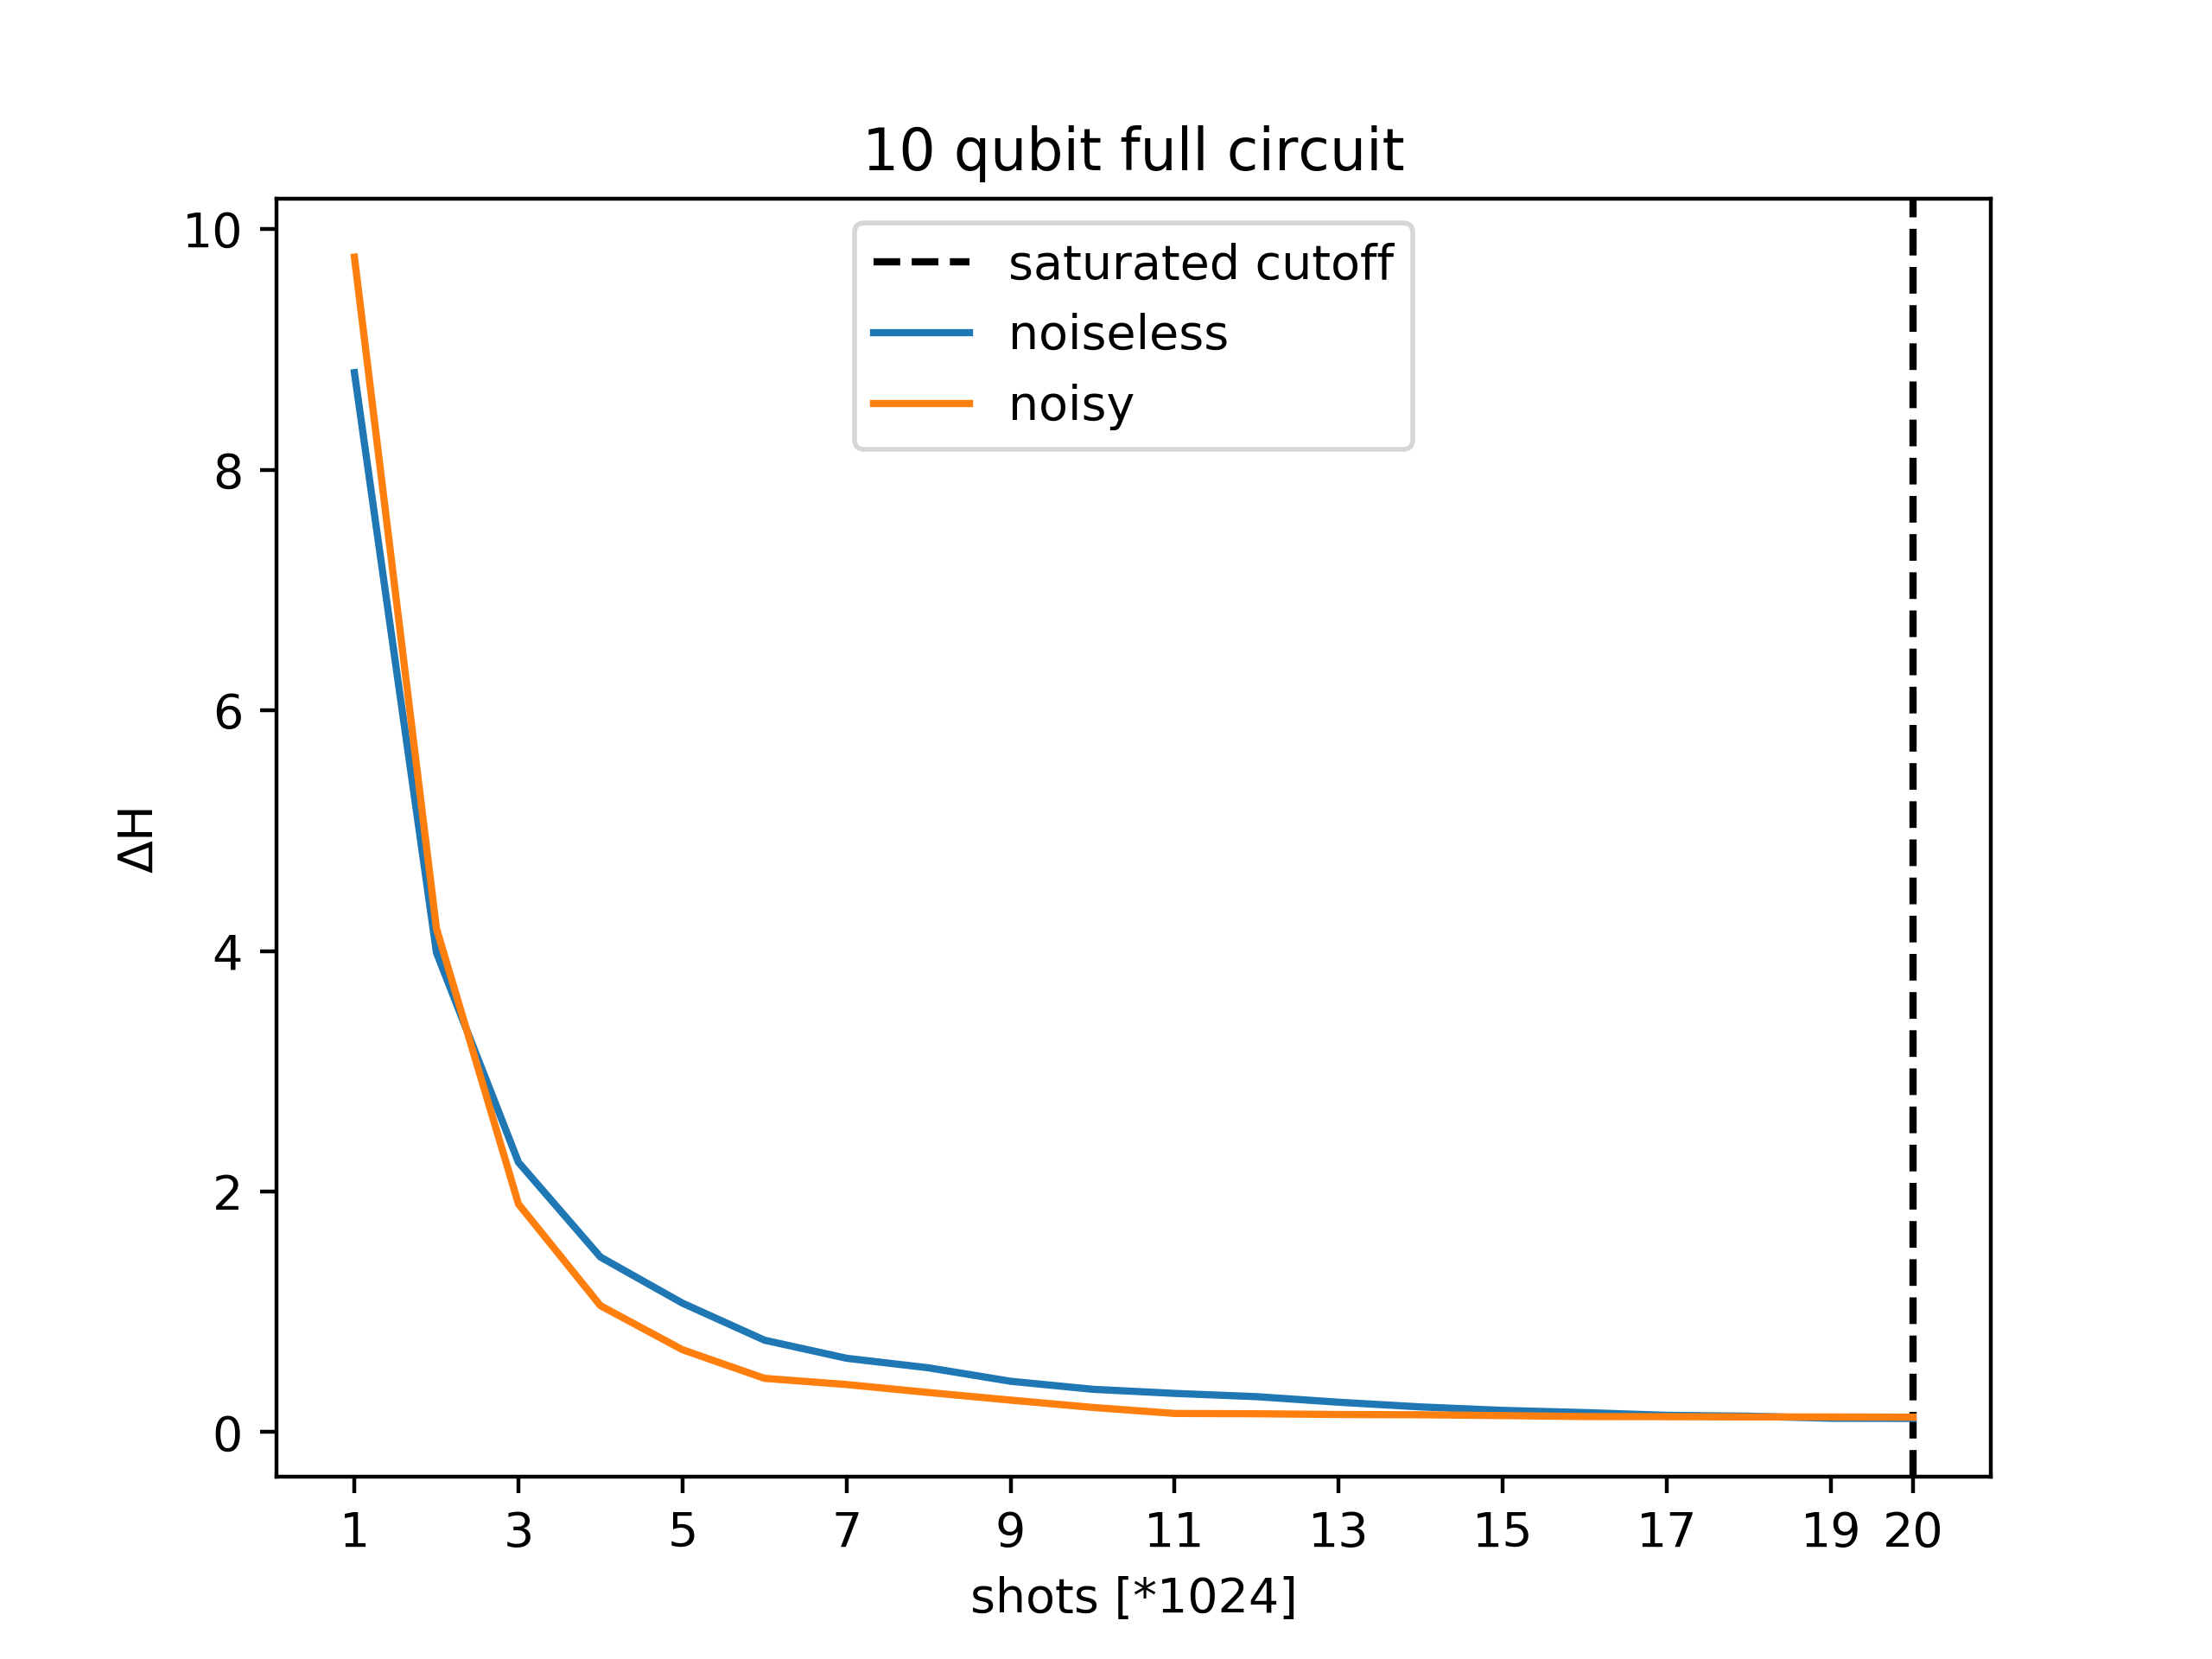 10 qubit full circuit
saturated cutoff
noiseless
noisy
10
8
6
4
2
0
ΔH
1 3 5 7 9 11 13 15 17 19 20
shots [*1024]